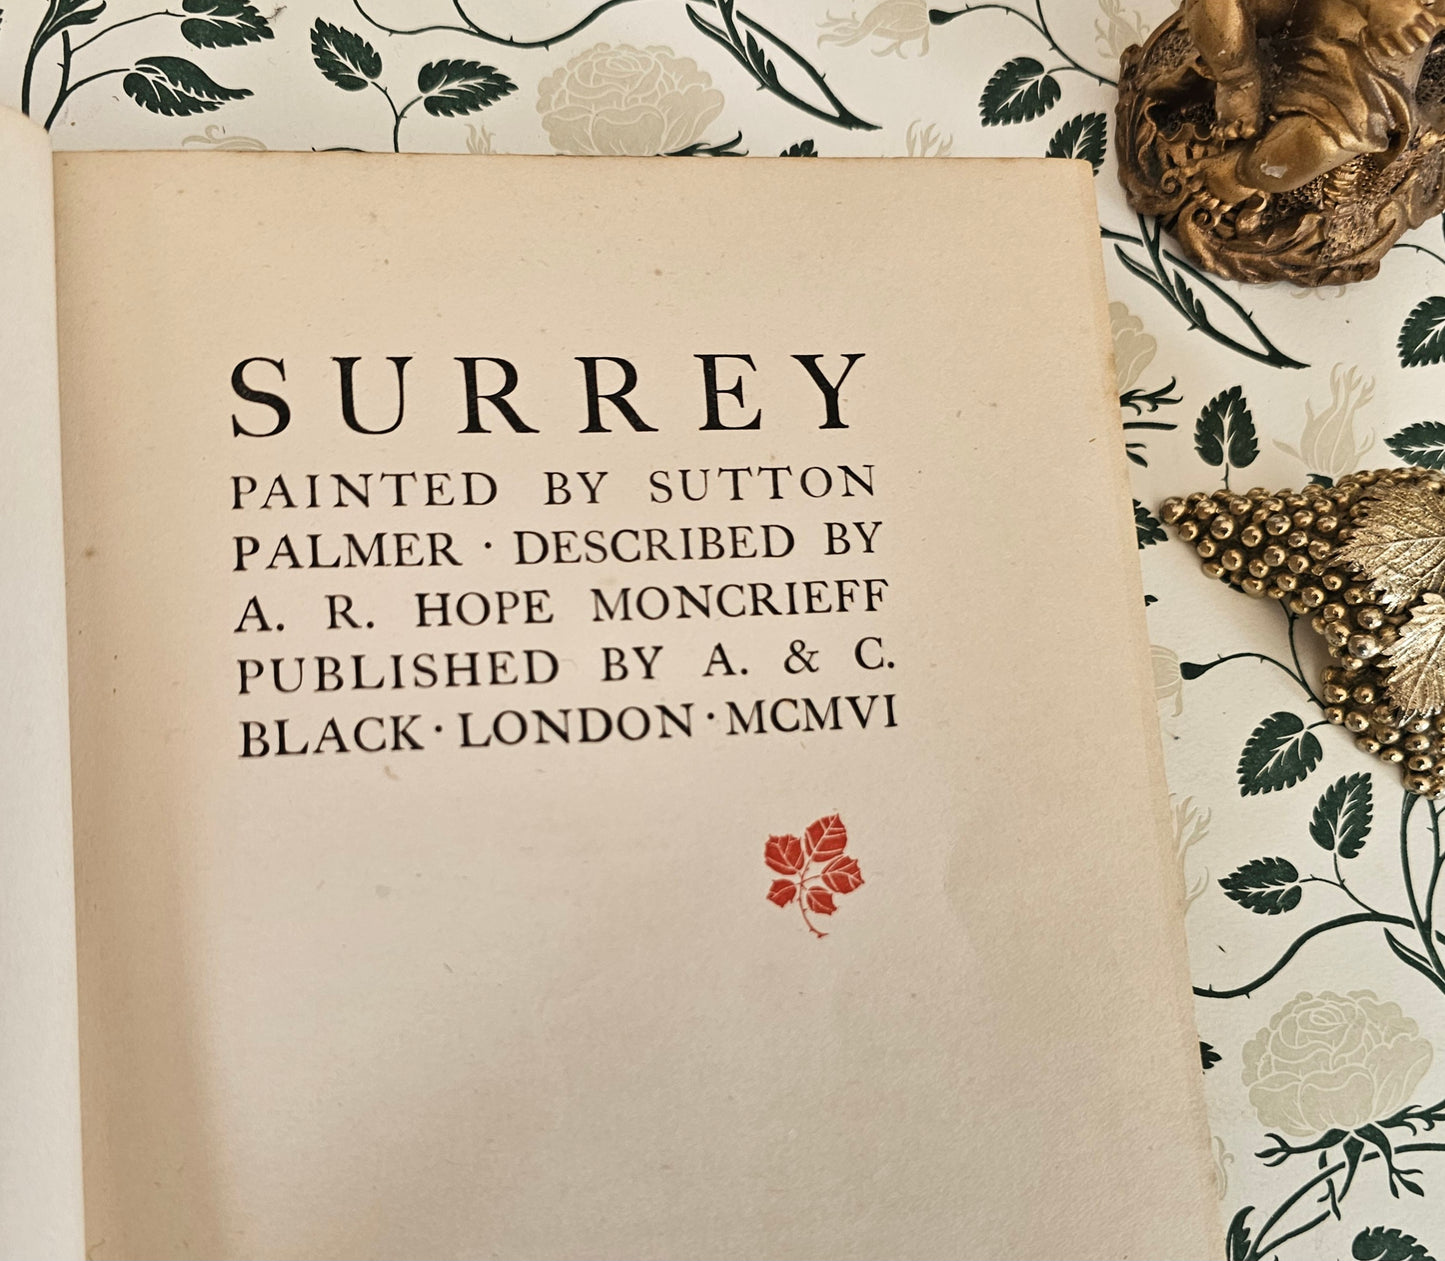 SURREY
PAINTED BY SUTTON
PALMER · DESCRIBED BY
A. R. HOPE MONCRIEFF
PUBLISHED BY A. & C.
BLACK · LONDON · MCMVI